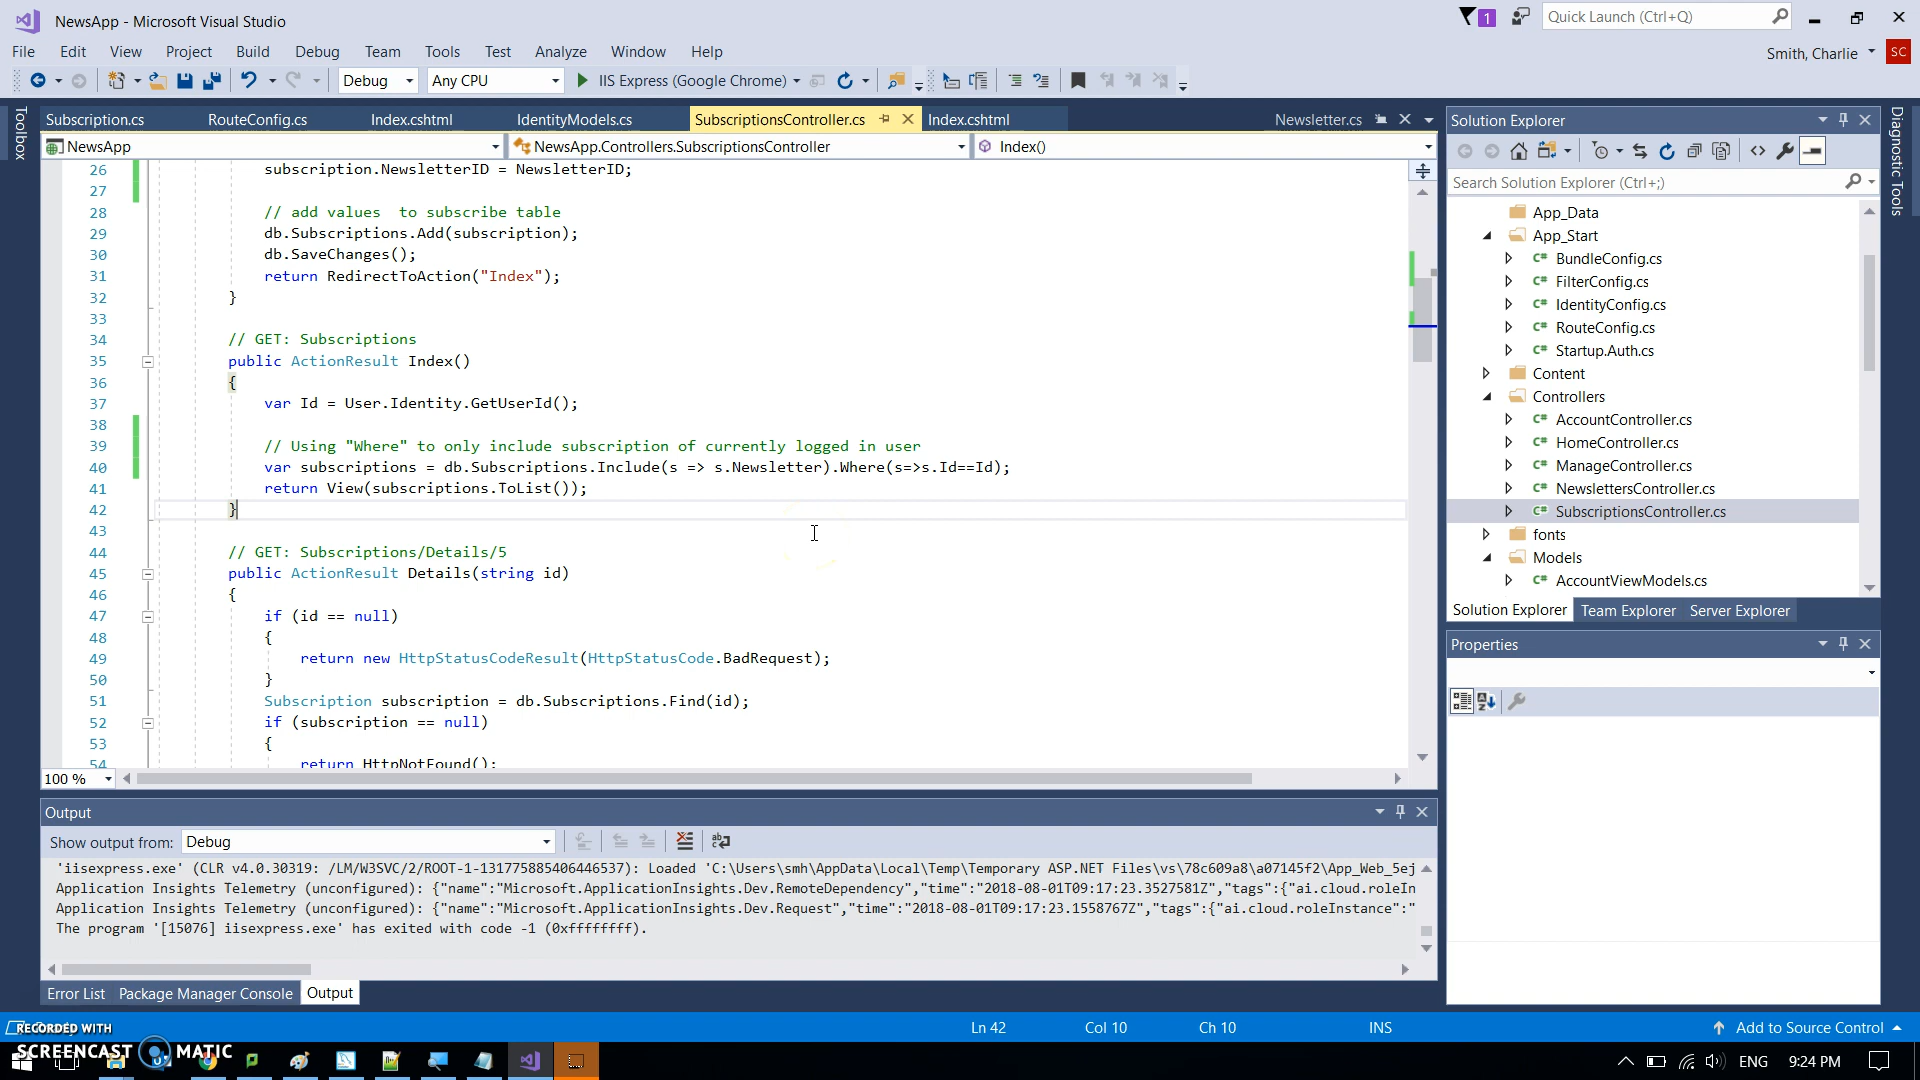 NewsApp - Microsoft Visual Studio
1
Quick Launch (Ctrl+Q)
File Edit View Project Build Debug Team Tools Test Analyze Window Help
Smith, Charlie SC
Debug Any CPU IIS Express (Google Chrome)
Toolbox
Subscription.cs RouteConfig.cs Index.cshtml IdentityModels.cs SubscriptionsController.cs Index.cshtml Newsletter.cs
NewsApp NewsApp.Controllers.SubscriptionsController Index()
26 subscription.NewsletterID = NewsletterID;
27
28 // add values  to subscribe table
29 db.Subscriptions.Add(subscription);
30 db.SaveChanges();
31 return RedirectToAction("Index");
32 }
33
34 // GET: Subscriptions
35 public ActionResult Index()
36 {
37 var Id = User.Identity.GetUserId();
38
39 // Using "Where" to only include subscription of currently logged in user
40 var subscriptions = db.Subscriptions.Include(s => s.Newsletter).Where(s=>s.Id==Id);
41 return View(subscriptions.ToList());
42 }
43
44 // GET: Subscriptions/Details/5
45 public ActionResult Details(string id)
46 {
47 if (id == null)
48 {
49 return new HttpStatusCodeResult(HttpStatusCode.BadRequest);
50 }
51 Subscription subscription = db.Subscriptions.Find(id);
52 if (subscription == null)
53 {
54 return HttpNotFound();
100 %
Output
Show output from: Debug
'iisexpress.exe' (CLR v4.0.30319: /LM/W3SVC/2/ROOT-1-131775885406446537): Loaded 'C:\Users\smh\AppData\Local\Temp\Temporary ASP.NET Files\vs\78c609a8\a07145f2\App_Web_5ej
Application Insights Telemetry (unconfigured): {"name":"Microsoft.ApplicationInsights.Dev.RemoteDependency","time":"2018-08-01T09:17:23.3527581Z","tags":{"ai.cloud.roleIn
Application Insights Telemetry (unconfigured): {"name":"Microsoft.ApplicationInsights.Dev.Request","time":"2018-08-01T09:17:23.1558767Z","tags":{"ai.cloud.roleInstance":"
The program '[15076] iisexpress.exe' has exited with code -1 (0xffffffff).
Error List Package Manager Console Output
Solution Explorer
Search Solution Explorer (Ctrl+;)
App_Data
App_Start
C# BundleConfig.cs
C# FilterConfig.cs
C# IdentityConfig.cs
C# RouteConfig.cs
C# Startup.Auth.cs
Content
Controllers
C# AccountController.cs
C# HomeController.cs
C# ManageController.cs
C# NewslettersController.cs
C# SubscriptionsController.cs
fonts
Models
C# AccountViewModels.cs
Solution Explorer Team Explorer Server Explorer
Properties
Diagnostic Tools
Ln 42 Col 10 Ch 10 INS Add to Source Control
RECORDED WITH
SCREENCAST MATIC
ENG 9:24 PM